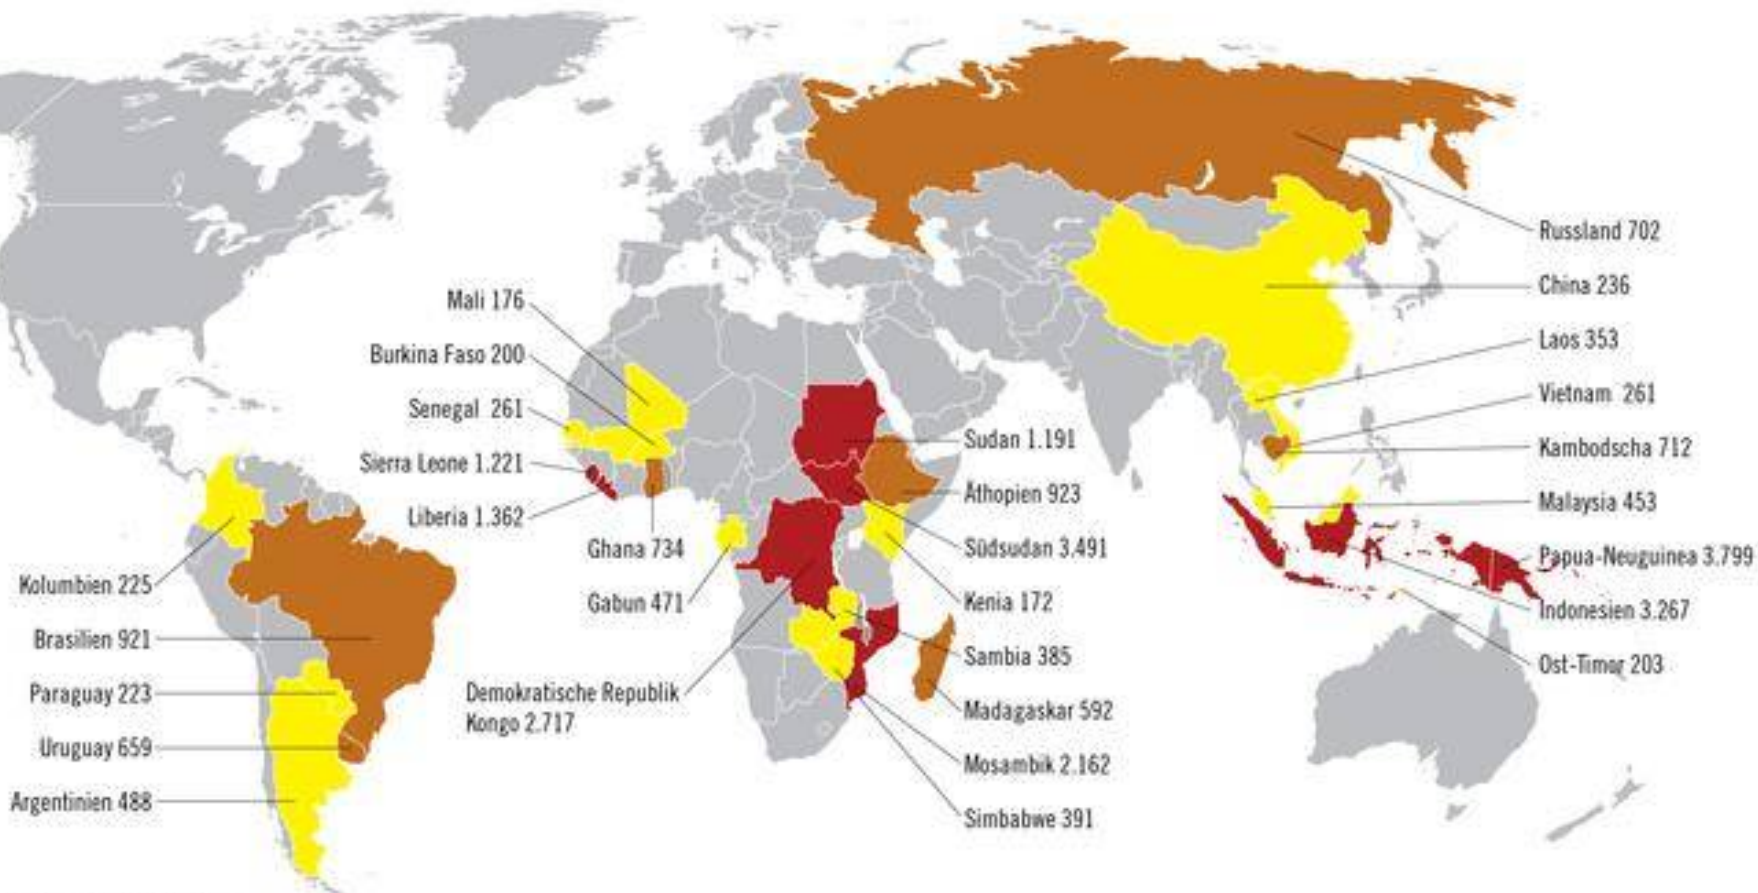 Mali 176
Burkina Faso 200
Senegal 261
Sierra Leone 1.221
Liberia 1.362
Ghana 734
Gabun 471
Demokratische Republik
Kongo 2.717
Kolumbien 225
Brasilien 921
Paraguay 223
Uruguay 659
Argentinien 488
Sudan 1.191
Äthopien 923
Südsudan 3.491
Kenia 172
Sambia 385
Madagaskar 592
Mosambik 2.162
Simbabwe 391
Russland 702
China 236
Laos 353
Vietnam 261
Kambodscha 712
Malaysia 453
Papua-Neuguinea 3.799
Indonesien 3.267
Ost-Timor 203